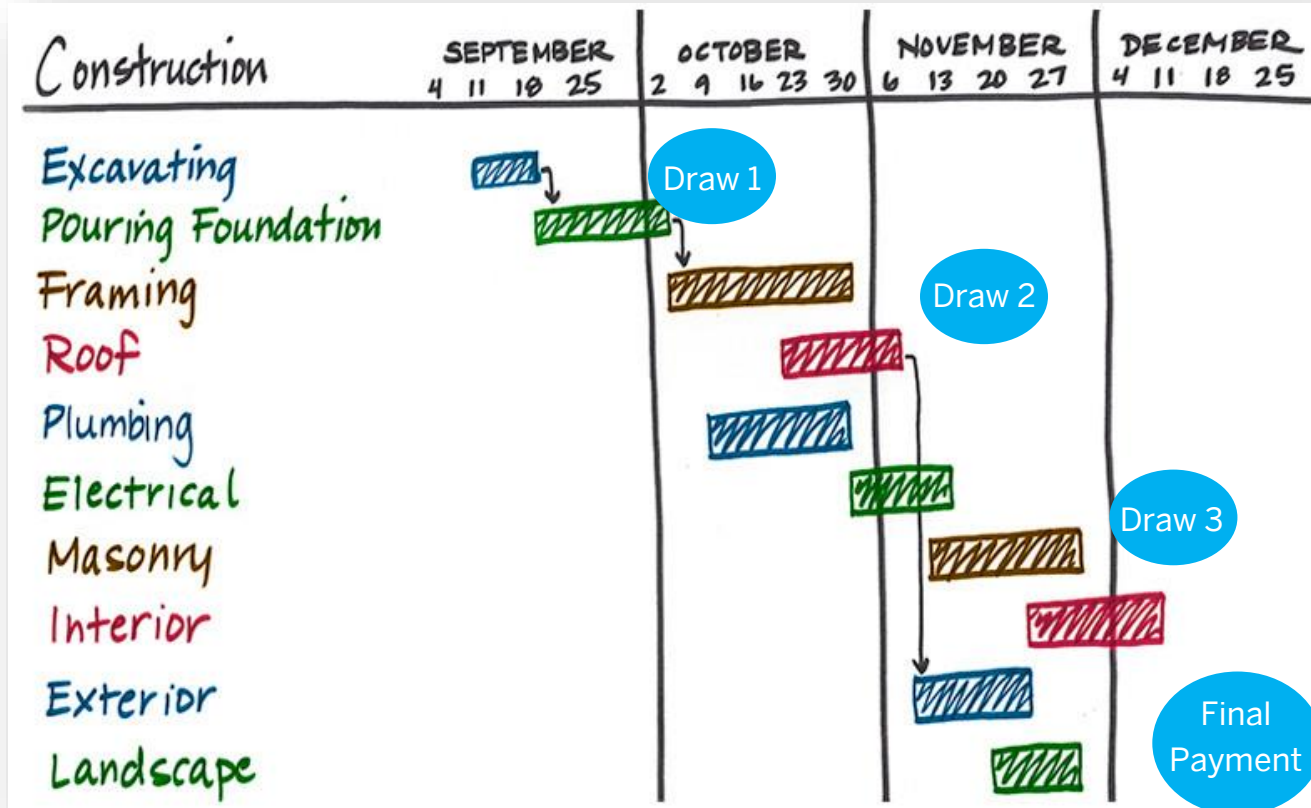 Construction
SEPTEMBER OCTOBER NOVEMBER DECEMBER
4 11 18 25 2 9 16 23 30 6 13 20 27 4 11 18 25
Excavating
Draw 1
Pouring Foundation
Framing
Draw 2
Roof
Plumbing
Electrical
Draw 3
Masonry
Interior
Exterior
Final
Payment
Landscape